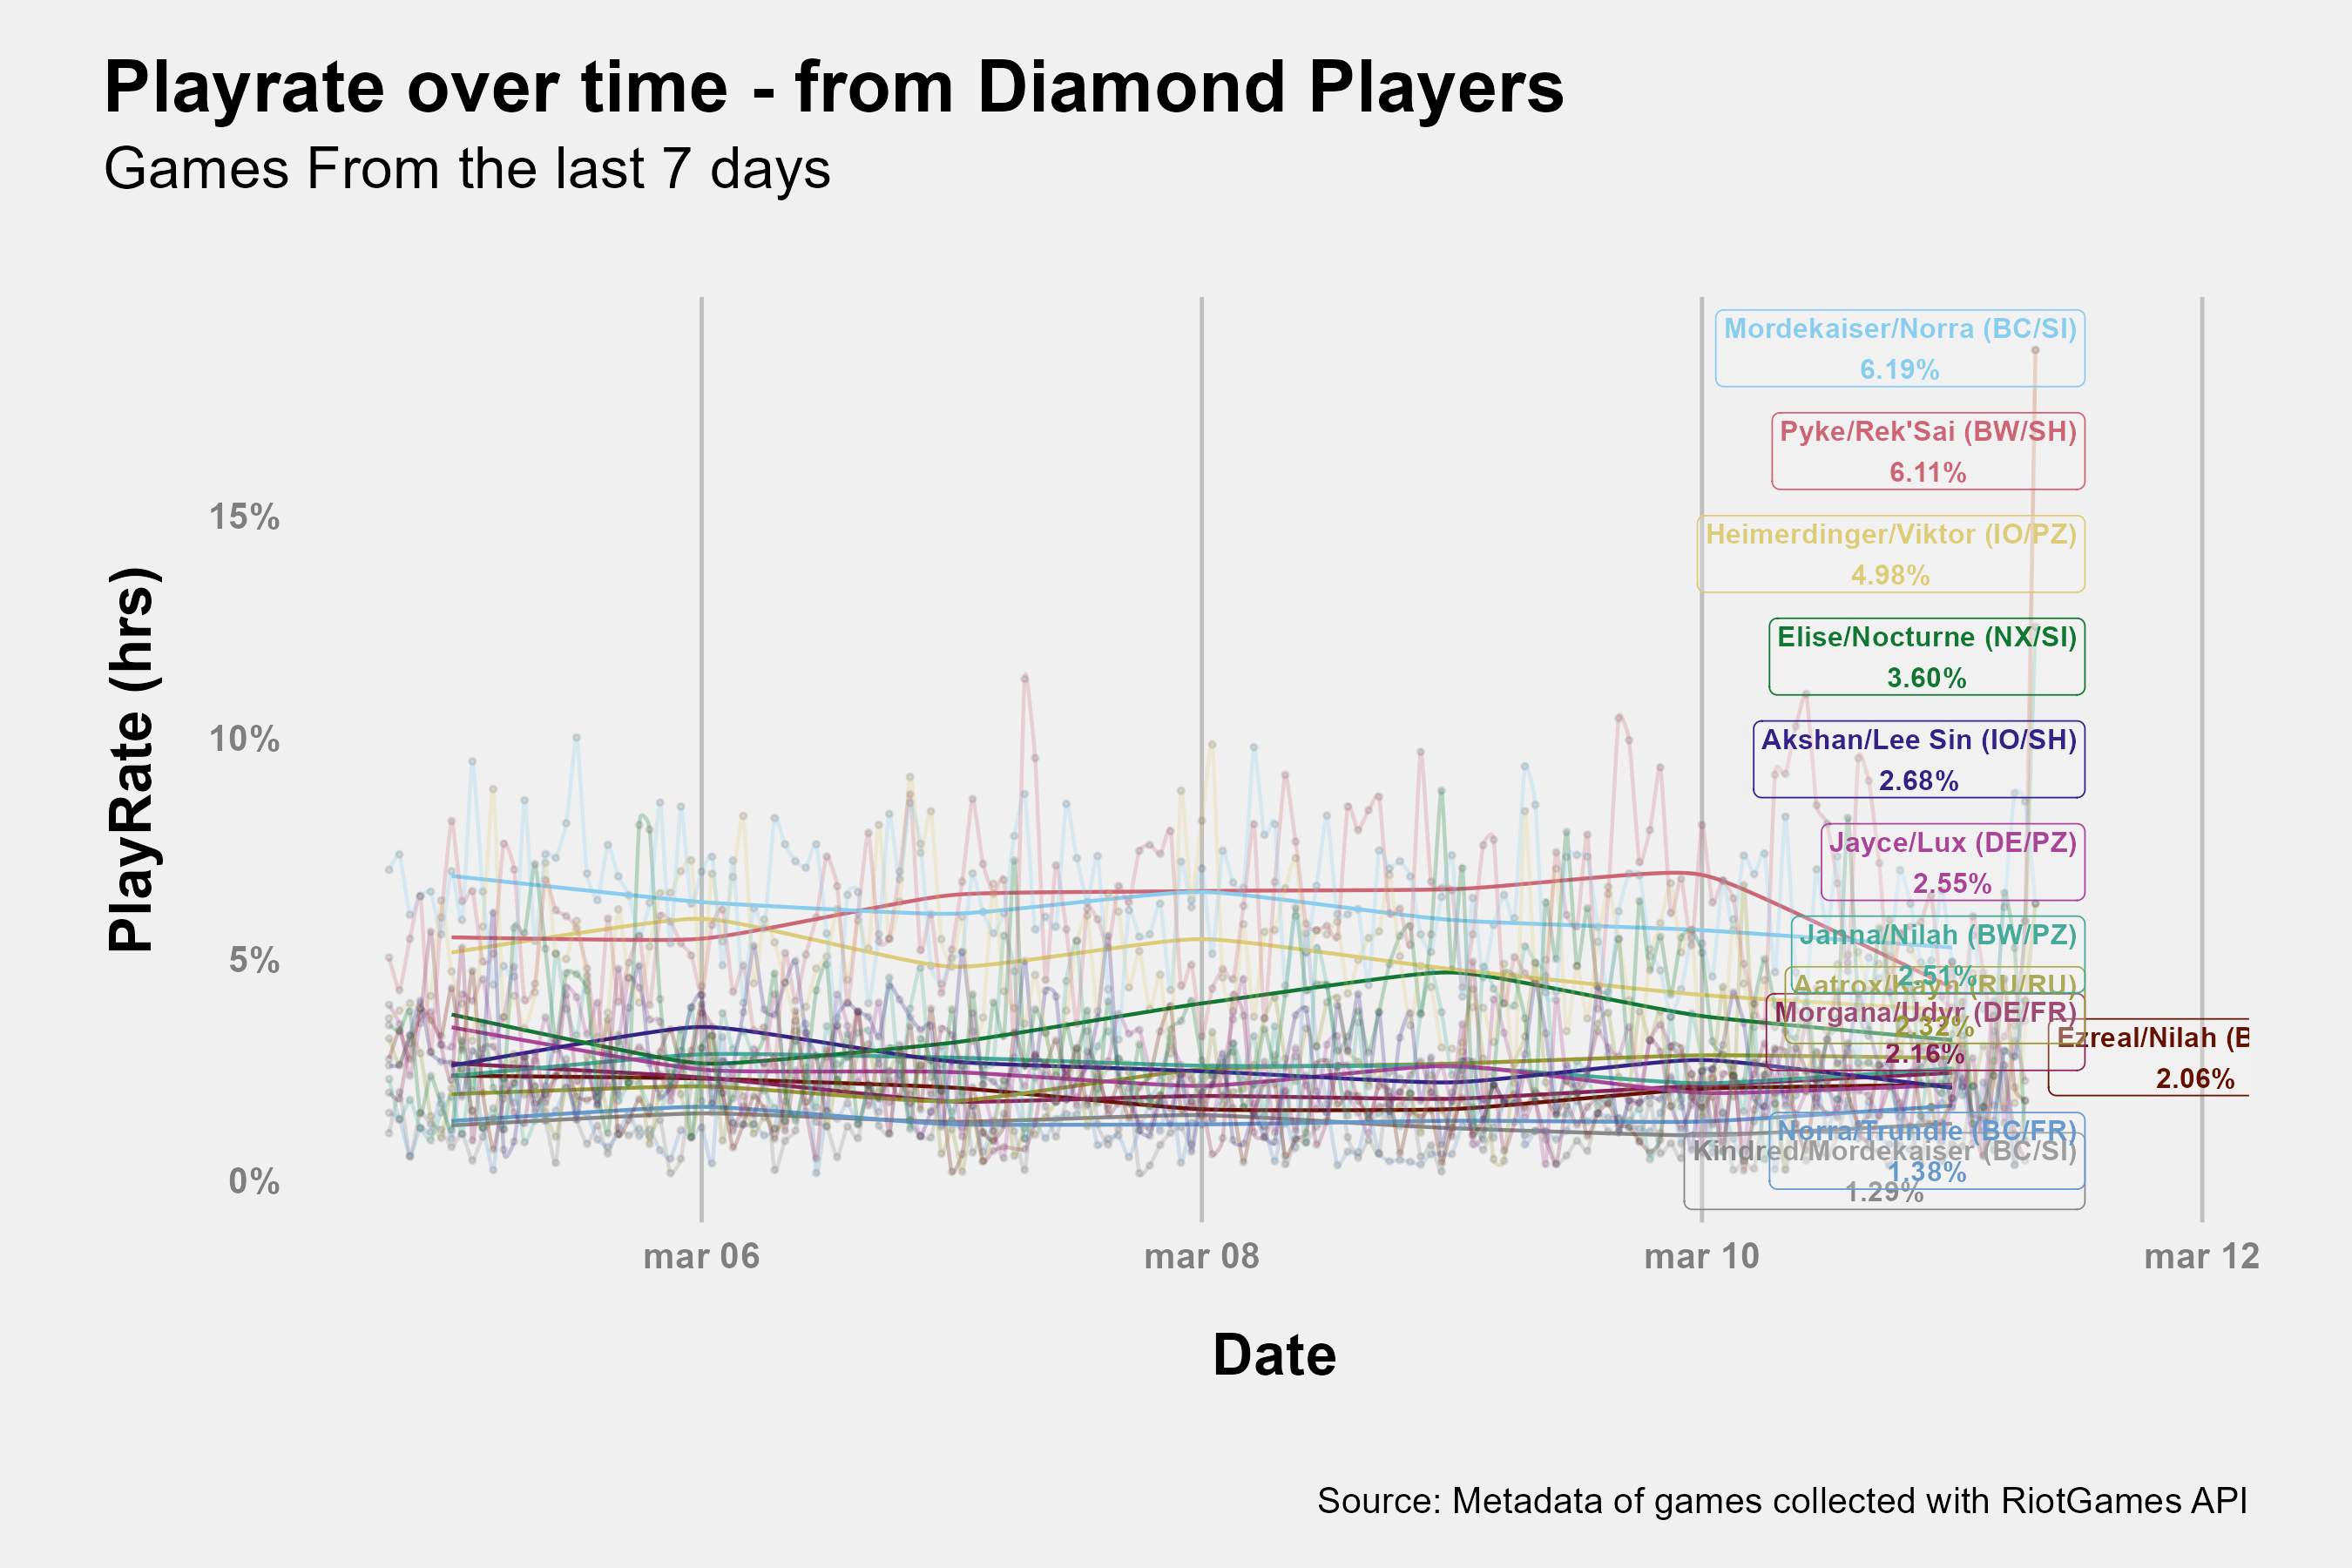 Playrate over time - from Diamond Players
Games From the last 7 days
PlayRate (hrs)
15%
10%
5%
0%
Mordekaiser/Norra (BC/SI)
6.19%
Pyke/Rek'Sai (BW/SH)
6.11%
Heimerdinger/Viktor (IO/PZ)
4.98%
Elise/Nocturne (NX/SI)
3.60%
Akshan/Lee Sin (IO/SH)
2.68%
Jayce/Lux (DE/PZ)
2.55%
Janna/Nilah (BW/PZ)
2.51%
Aatrox/Kayn (RU/RU)
2.32%
Morgana/Udyr (DE/FR)
2.16%
Ezreal/Nilah (B
2.06%
Norra/Trundle (BC/FR)
1.38%
Kindred/Mordekaiser (BC/SI)
1.29%
mar 06
mar 08
mar 10
mar 12
Date
Source: Metadata of games collected with RiotGames API